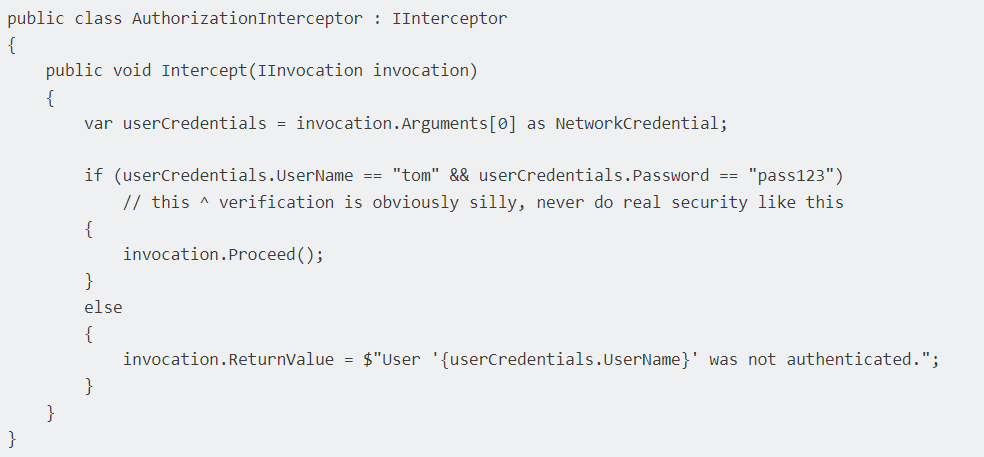 public class AuthorizationInterceptor : IInterceptor
{
    public void Intercept(IInvocation invocation)
    {
        var userCredentials = invocation.Arguments[0] as NetworkCredential;

        if (userCredentials.UserName == "tom" && userCredentials.Password == "pass123")
            // this ^ verification is obviously silly, never do real security like this
        {
            invocation.Proceed();
        }
        else
        {
            invocation.ReturnValue = $"User '{userCredentials.UserName}' was not authenticated.";
        }
    }
}